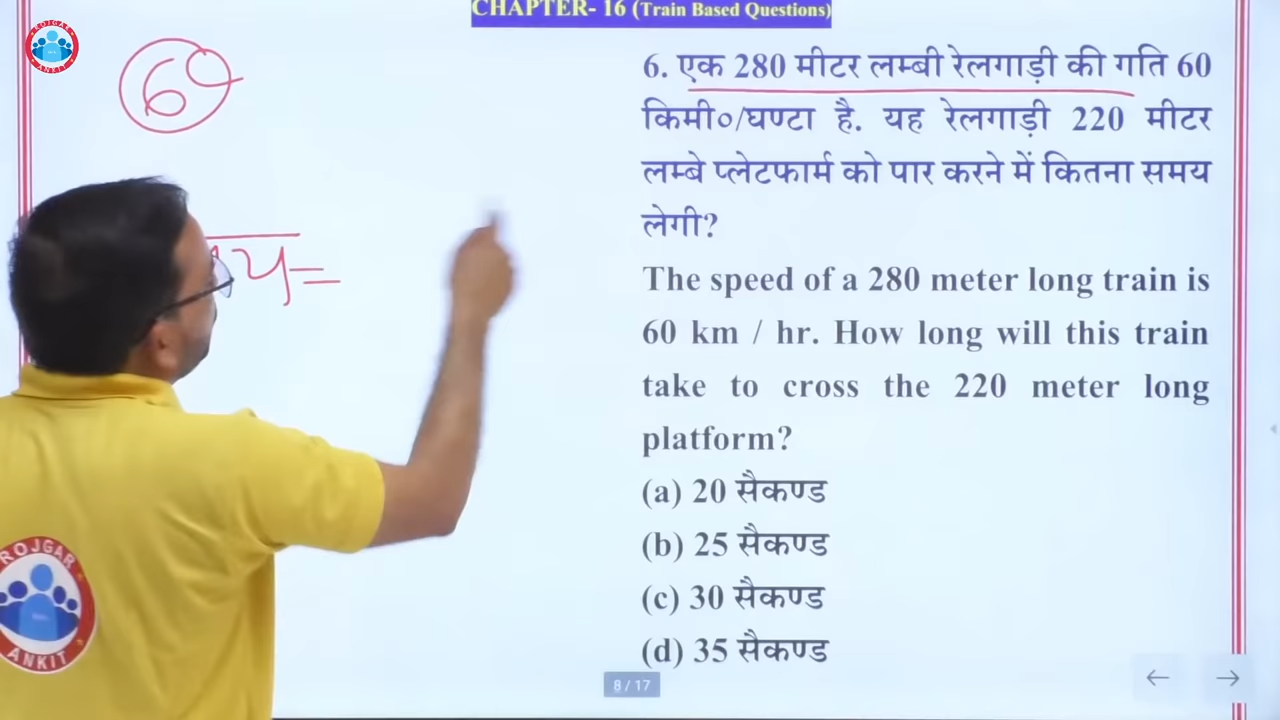 CHAPTER- 16 (Train Based Questions)
ROJGAR
ANKIT
6
6. एक 280 मीटर लम्बी रेलगाड़ी की गति 60
किमी०/घण्टा है. यह रेलगाड़ी 220 मीटर
लम्बे प्लेटफार्म को पार करने में कितना समय
लेगी?
य=
The speed of a 280 meter long train is
60 km / hr. How long will this train
take to cross the 220 meter long
platform?
(a) 20 सैकण्ड
(b) 25 सैकण्ड
(c) 30 सैकण्ड
(d) 35 सैकण्ड
ROJGAR
ANKIT
8 / 17